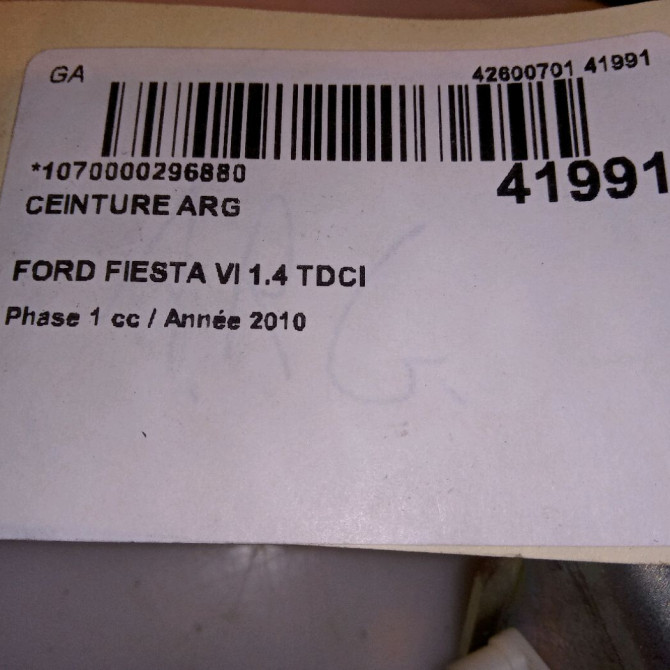 GA
42600701 41991
*1070000296880
41991
CEINTURE ARG
FORD FIESTA VI 1.4 TDCI
Phase 1 cc / Année 2010